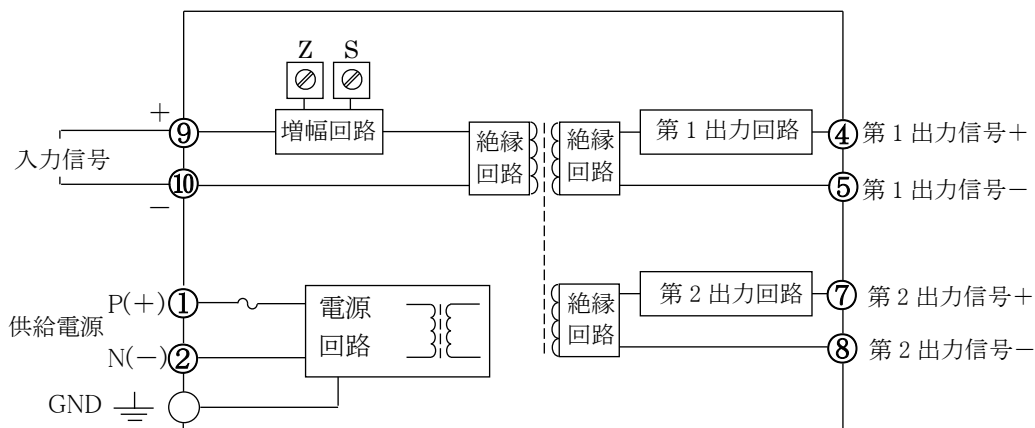 Z S
+
⑨
増幅回路
入力信号
⑩
−
絶縁
回路
絶縁
回路
第1出力回路
④ 第1出力信号+
⑤ 第1出力信号−
P(+) ①
供給電源
N(−) ②
GND
電源
回路
絶縁
回路
第2出力回路
⑦ 第2出力信号+
⑧ 第2出力信号−